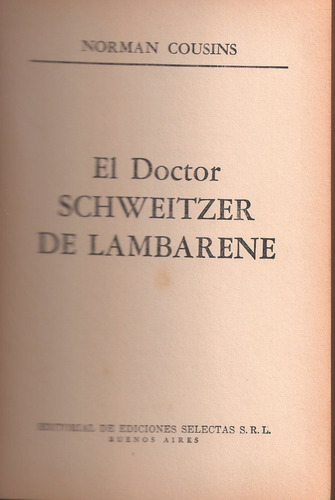 NORMAN COUSINS
El Doctor
SCHWEITZER
DE LAMBARENE
EDITORIAL DE EDICIONES SELECTAS S.R.L.
BUENOS AIRES